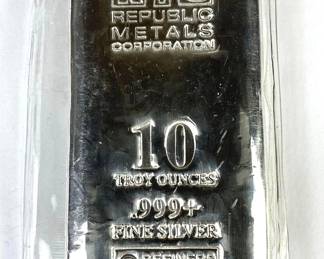 REPUBLIC
METALS
CORPORATION
10
TROY OUNCES
.999+
FINE SILVER